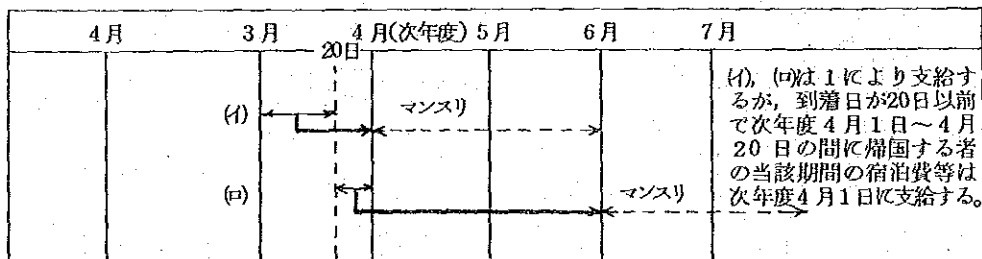 4月 3月 4月(次年度) 5月 6月 7月
20日
(イ) マンスリ
(ロ) マンスリ
(イ), (ロ)は1により支給す
るが, 到着日が20日以前
で次年度4月1日〜4月
20日の間に帰国する者
の当該期間の宿泊費等は
次年度4月1日に支給する。